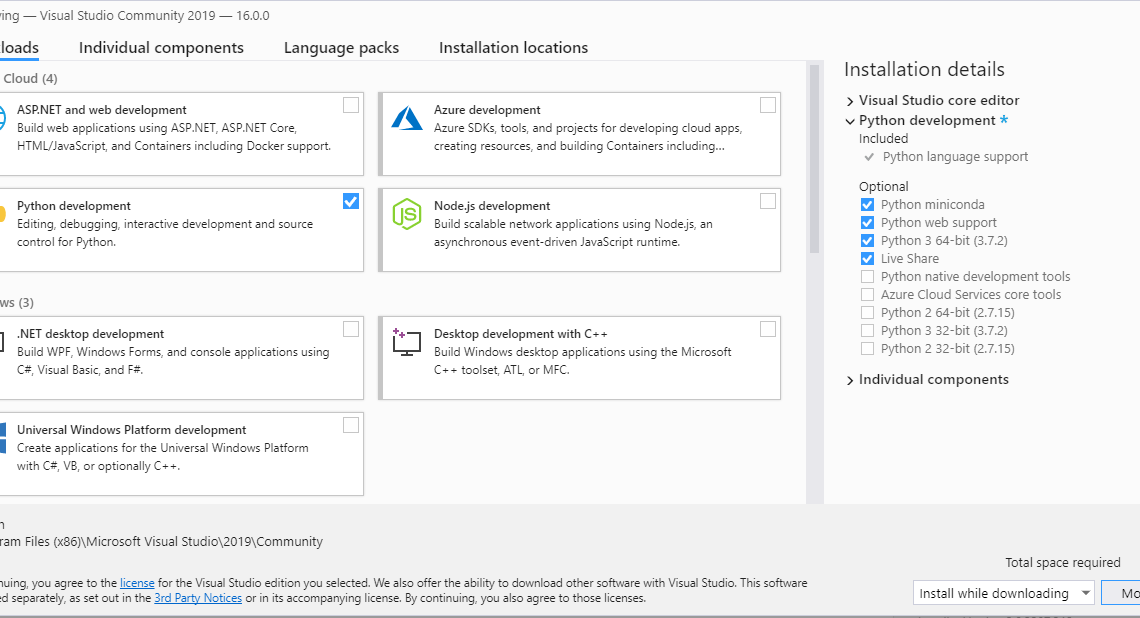 — Visual Studio Community 2019 — 16.0.0
Individual components Language packs Installation locations
Cloud (4)
ASP.NET and web development
Build web applications using ASP.NET, ASP.NET Core,
HTML/JavaScript, and Containers including Docker support.
Azure development
Azure SDKs, tools, and projects for developing cloud apps,
creating resources, and building Containers including...
Python development
Editing, debugging, interactive development and source
control for Python.
JS
Node.js development
Build scalable network applications using Node.js, an
asynchronous event-driven JavaScript runtime.
(3)
.NET desktop development
Build WPF, Windows Forms, and console applications using
C#, Visual Basic, and F#.
Desktop development with C++
Build Windows desktop applications using the Microsoft
C++ toolset, ATL, or MFC.
Universal Windows Platform development
Create applications for the Universal Windows Platform
with C#, VB, or optionally C++.
Installation details
Visual Studio core editor
Python development *
Included
Python language support
Optional
Python miniconda
Python web support
Python 3 64-bit (3.7.2)
Live Share
Python native development tools
Azure Cloud Services core tools
Python 2 64-bit (2.7.15)
Python 3 32-bit (3.7.2)
Python 2 32-bit (2.7.15)
Individual components
ram Files (x86)\Microsoft Visual Studio\2019\Community
Total space required
nuing, you agree to the license for the Visual Studio edition you selected. We also offer the ability to download other software with Visual Studio. This software
ed separately, as set out in the 3rd Party Notices or in its accompanying license. By continuing, you also agree to those licenses.
Install while downloading
Mo